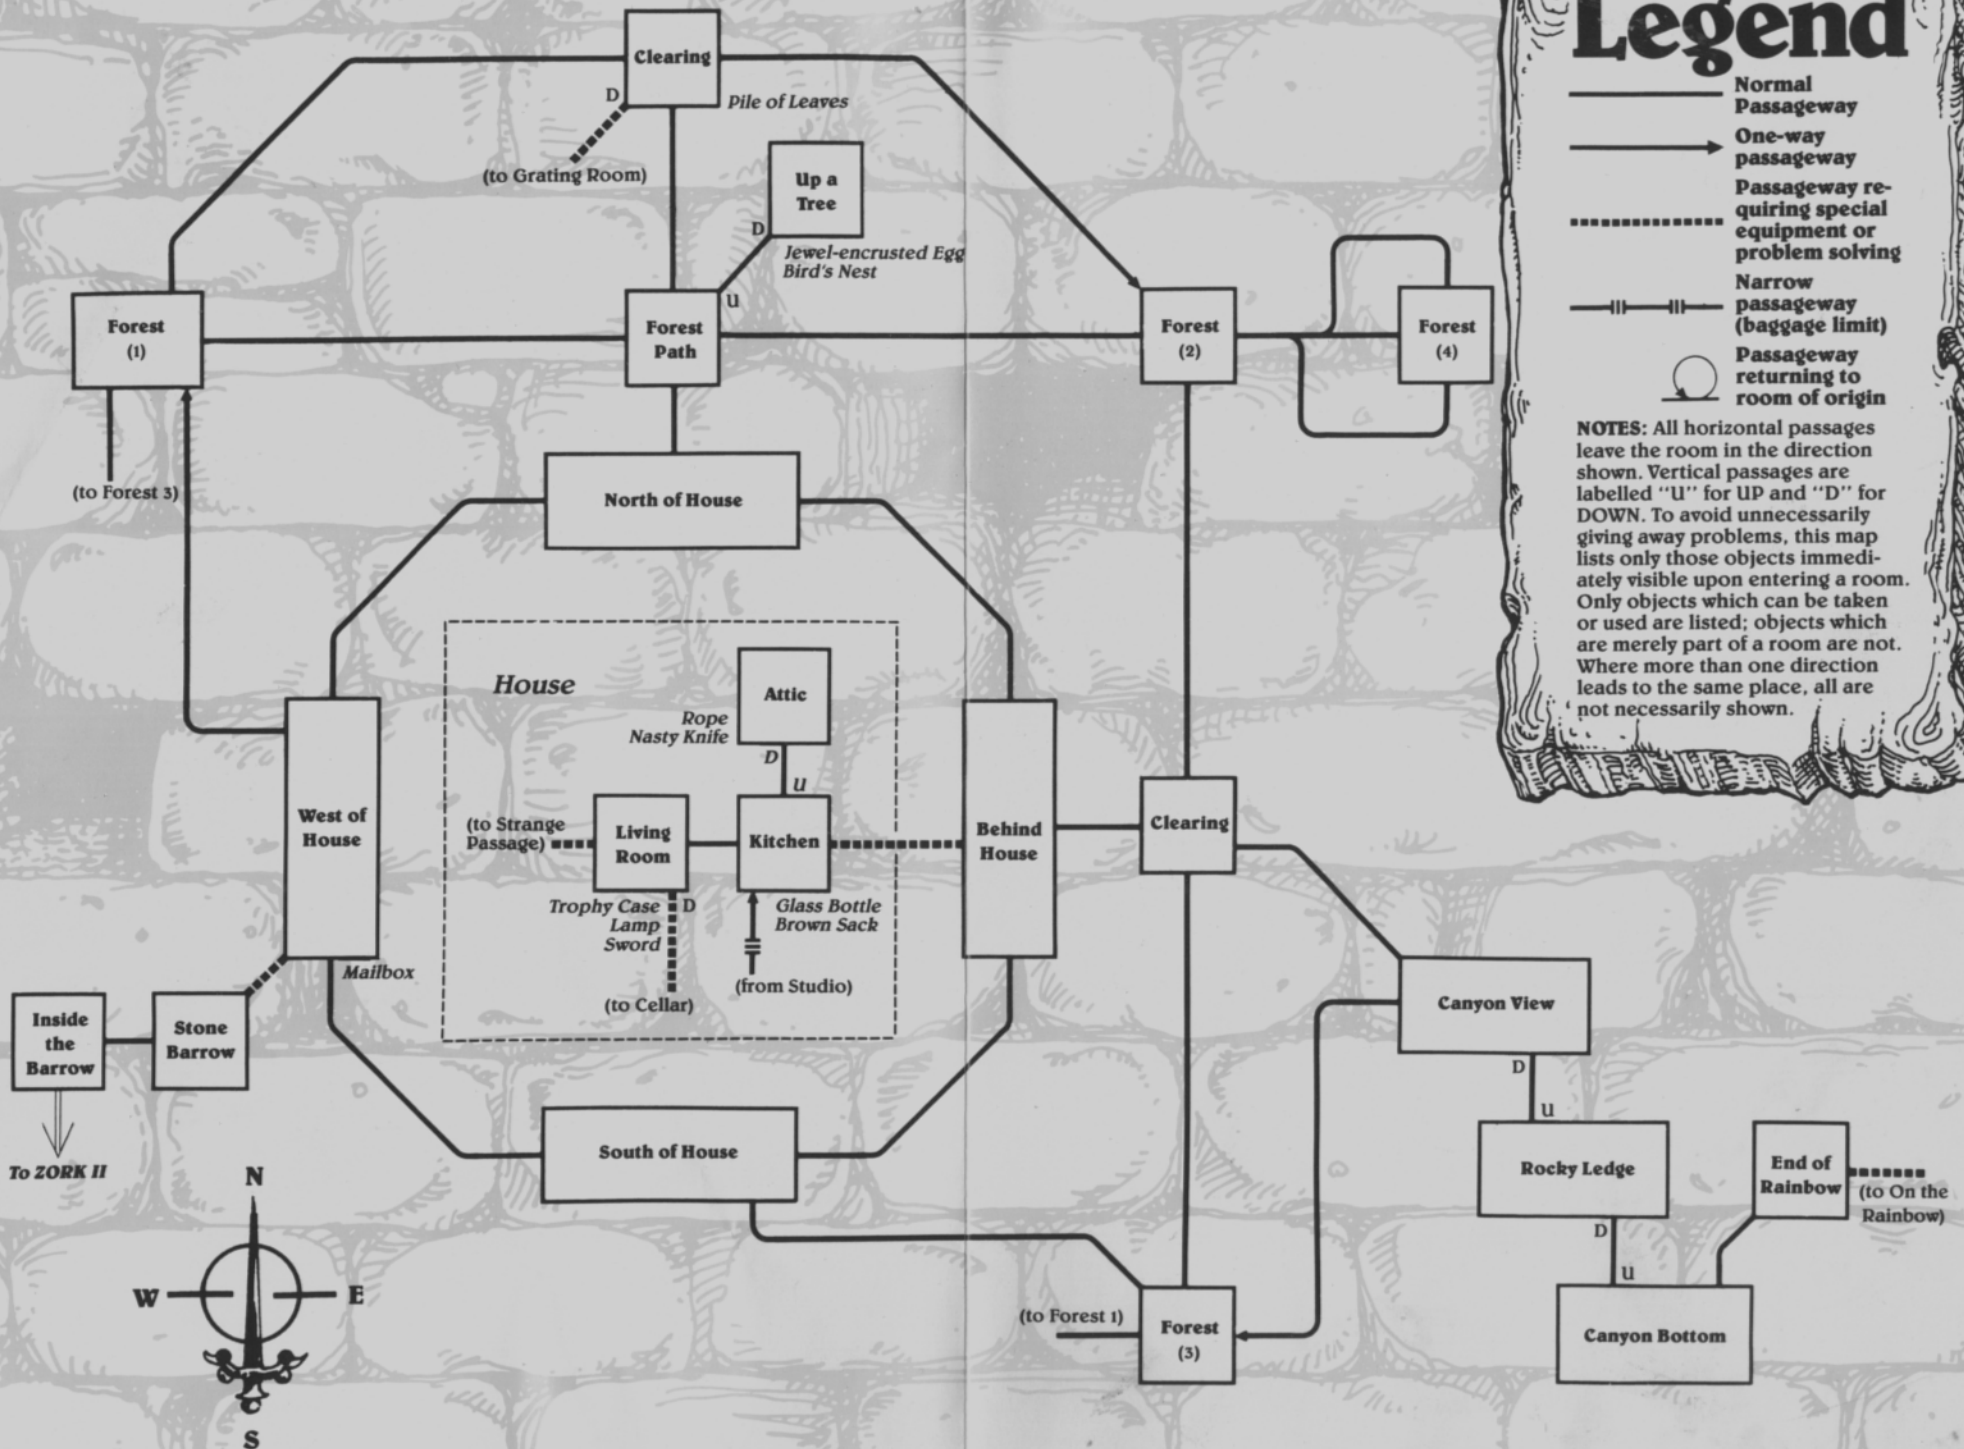 Legend
Normal
Passageway
One-way
passageway
Passageway re-
quiring special
equipment or
problem solving
Narrow
passageway
(baggage limit)
Passageway
returning to
room of origin
NOTES: All horizontal passages
leave the room in the direction
shown. Vertical passages are
labelled "U" for UP and "D" for
DOWN. To avoid unnecessarily
giving away problems, this map
lists only those objects immedi-
ately visible upon entering a room.
Only objects which can be taken
or used are listed; objects which
are merely part of a room are not.
Where more than one direction
leads to the same place, all are
not necessarily shown.
Clearing
D
Pile of Leaves
(to Grating Room)
Up a
Tree
D
Jewel-encrusted Egg
Bird's Nest
U
Forest
(1)
Forest
Path
Forest
(2)
Forest
(4)
(to Forest 3)
North of House
House
Attic
Rope
Nasty Knife
D
U
West of
House
(to Strange
Passage)
Living
Room
Kitchen
Behind
House
Clearing
Trophy Case
Lamp
Sword
D
Glass Bottle
Brown Sack
(to Cellar)
(from Studio)
Mailbox
Inside
the
Barrow
Stone
Barrow
To ZORK II
Canyon View
D
U
South of House
Rocky Ledge
End of
Rainbow
(to On the
Rainbow)
D
U
N
W
E
S
(to Forest 1)
Forest
(3)
Canyon Bottom